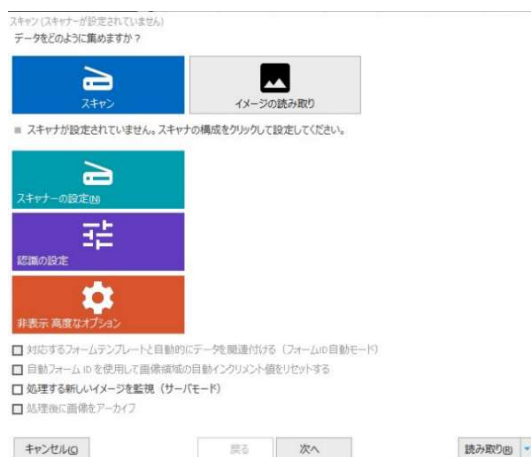 スキャン (スキャナーが設定されていません)
データをどのように集めますか？
スキャン
イメージの読み取り
スキャナが設定されていません。スキャナの構成をクリックして設定してください。
スキャナーの設定(N)
認識の設定
非表示 高度なオプション
対応するフォームテンプレートと自動的にデータを関連付ける（フォームID自動モード）
自動フォーム ID を使用して画像領域の自動インクリメント値をリセットする
処理する新しいイメージを監視（サーバモード）
処理後に画像をアーカイブ
キャンセル(C)
戻る
次へ
読み取り(R)